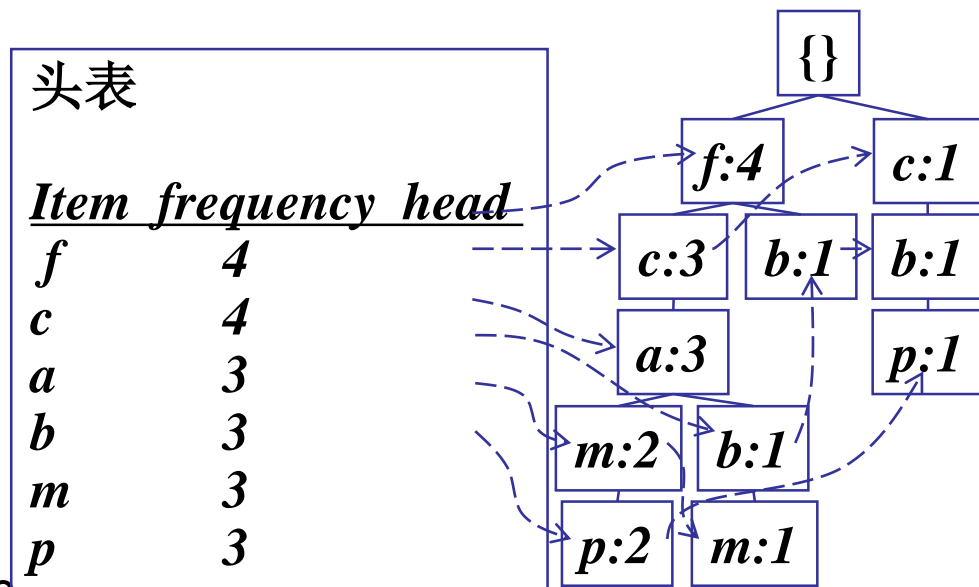 头表
Item frequency head
f 4
c 4
a 3
b 3
m 3
p 3
{}
f:4 c:1
c:3 b:1 b:1
a:3 p:1
m:2 b:1
p:2 m:1